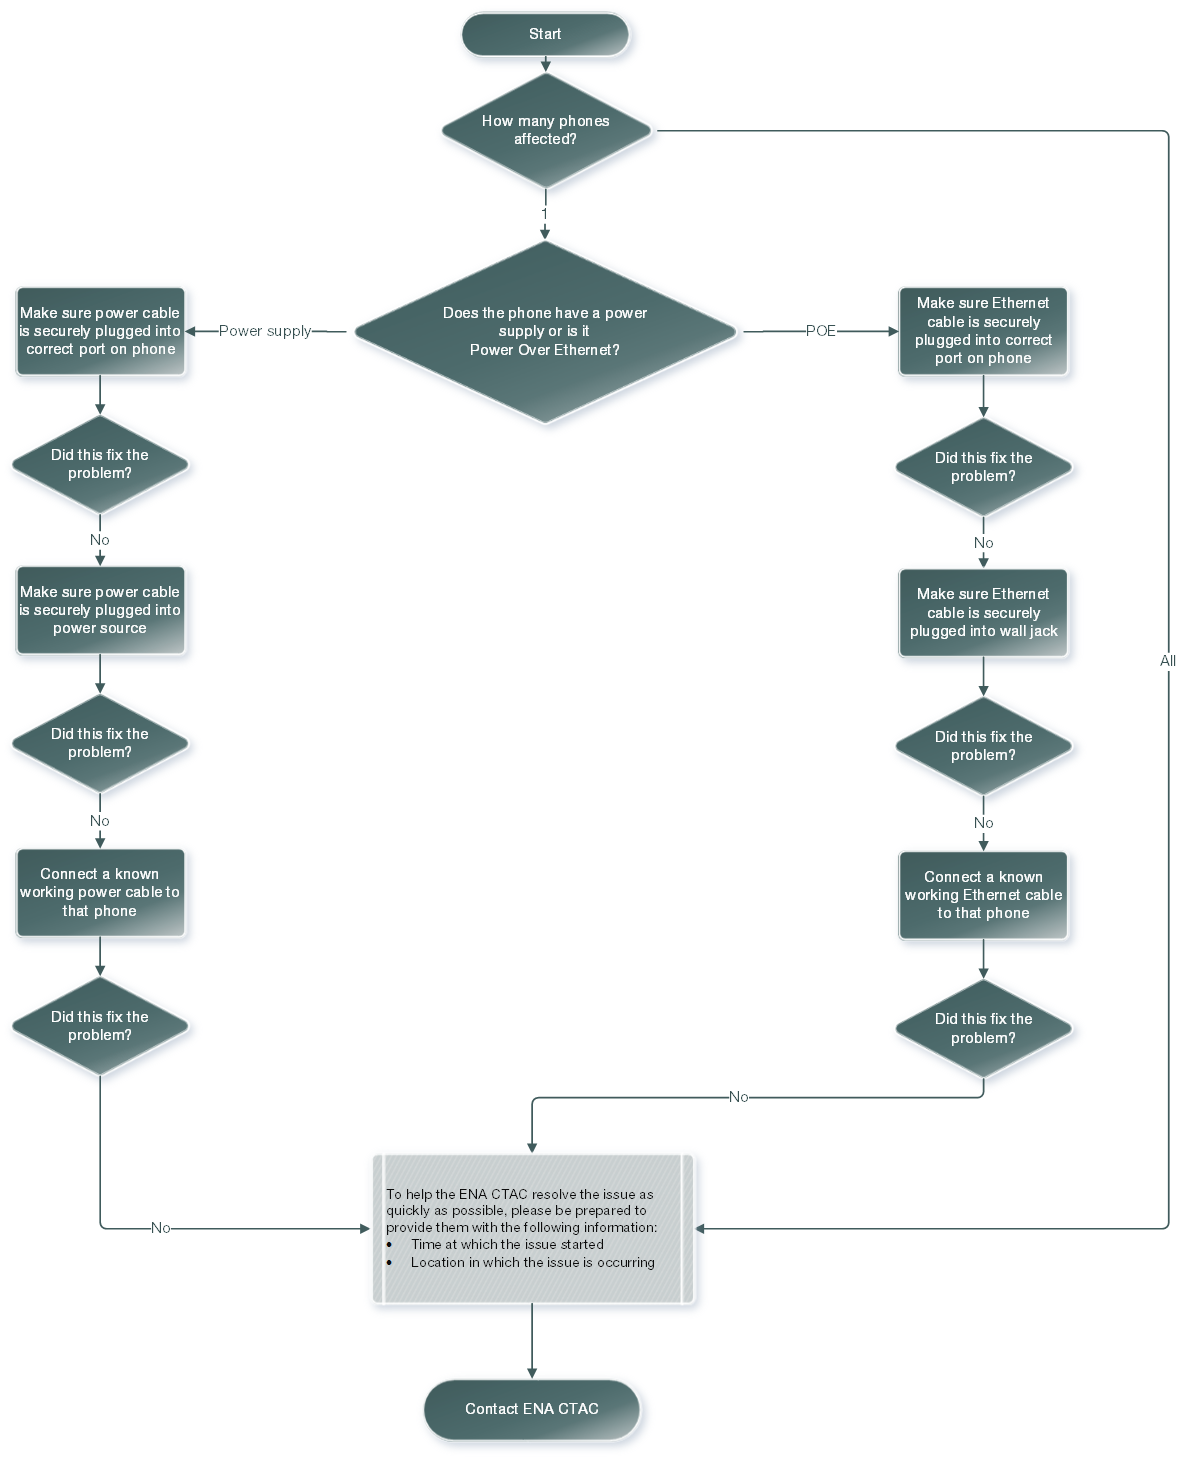 Start
How many phones
affected?
1
Does the phone have a power
supply or is it
Power Over Ethernet?
Power supply
POE
All
Make sure power cable
is securely plugged into
correct port on phone
Did this fix the
problem?
No
Make sure power cable
is securely plugged into
power source
Did this fix the
problem?
No
Connect a known
working power cable to
that phone
Did this fix the
problem?
No
Make sure Ethernet
cable is securely
plugged into correct
port on phone
Did this fix the
problem?
No
Make sure Ethernet
cable is securely
plugged into wall jack
Did this fix the
problem?
No
Connect a known
working Ethernet cable
to that phone
Did this fix the
problem?
No
To help the ENA CTAC resolve the issue as
quickly as possible, please be prepared to
provide them with the following information:
• Time at which the issue started
• Location in which the issue is occurring
Contact ENA CTAC